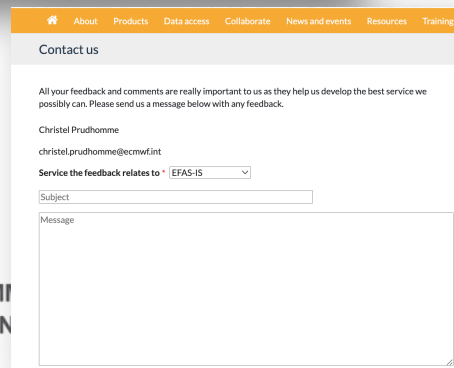 About Products Data access Collaborate News and events Resources Training
Contact us
All your feedback and comments are really important to us as they help us develop the best service we
possibly can. Please send us a message below with any feedback.
Christel Prudhomme
christel.prudhomme@ecmwf.int
Service the feedback relates to * EFAS-IS
Subject
Message